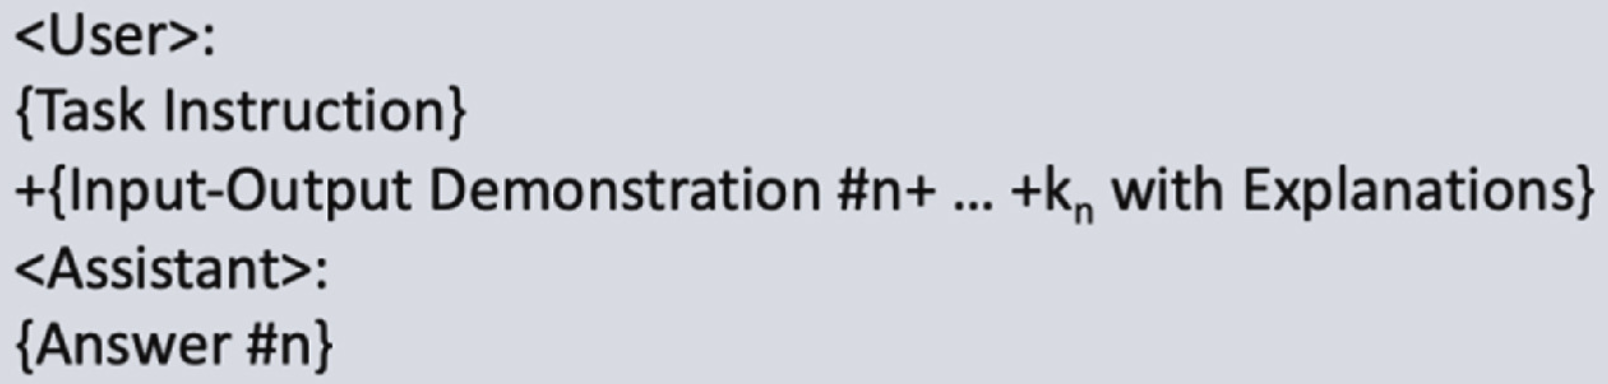 <User>:
{Task Instruction}
+{Input-Output Demonstration #n+ ... +kₙ with Explanations}
<Assistant>:
{Answer #n}